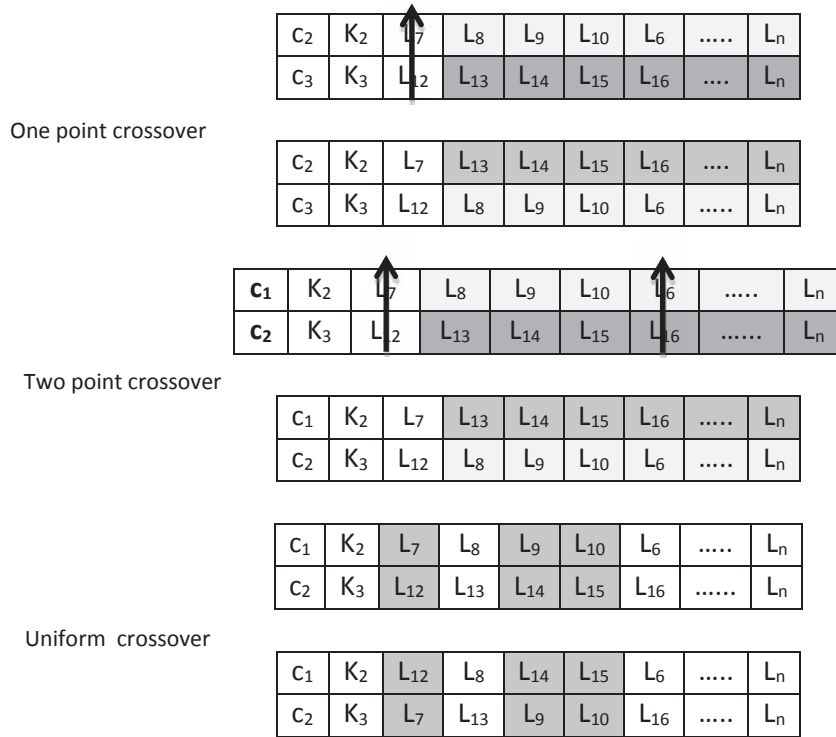 c₂ K₂ L₇ L₈ L₉ L₁₀ L₆ ..... Lₙ
c₃ K₃ L₁₂ L₁₃ L₁₄ L₁₅ L₁₆ .... Lₙ
One point crossover
c₂ K₂ L₇ L₁₃ L₁₄ L₁₅ L₁₆ .... Lₙ
c₃ K₃ L₁₂ L₈ L₉ L₁₀ L₆ ..... Lₙ
c₁ K₂ L₇ L₈ L₉ L₁₀ L₆ ..... Lₙ
c₂ K₃ L₁₂ L₁₃ L₁₄ L₁₅ L₁₆ ...... Lₙ
Two point crossover
c₁ K₂ L₇ L₁₃ L₁₄ L₁₅ L₁₆ ..... Lₙ
c₂ K₃ L₁₂ L₈ L₉ L₁₀ L₆ ..... Lₙ
c₁ K₂ L₇ L₈ L₉ L₁₀ L₆ ..... Lₙ
c₂ K₃ L₁₂ L₁₃ L₁₄ L₁₅ L₁₆ ...... Lₙ
Uniform crossover
c₁ K₂ L₁₂ L₈ L₁₄ L₁₅ L₆ ..... Lₙ
c₂ K₃ L₇ L₁₃ L₉ L₁₀ L₁₆ ..... Lₙ